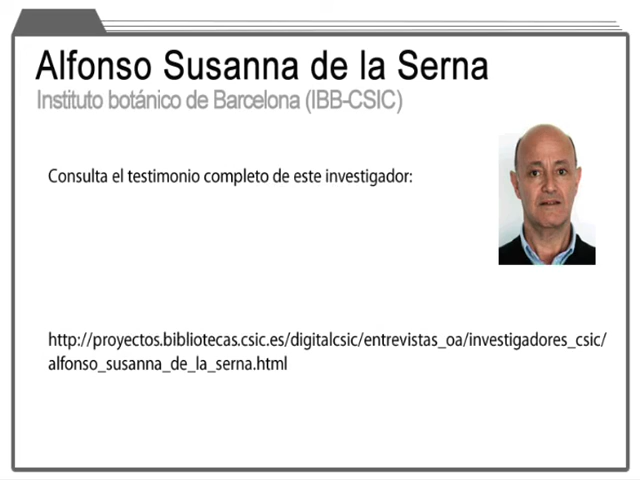 Alfonso Susanna de la Serna
Instituto botánico de Barcelona (IBB-CSIC)
Consulta el testimonio completo de este investigador:
http://proyectos.bibliotecas.csic.es/digitalcsic/entrevistas_oa/investigadores_csic/
alfonso_susanna_de_la_serna.html